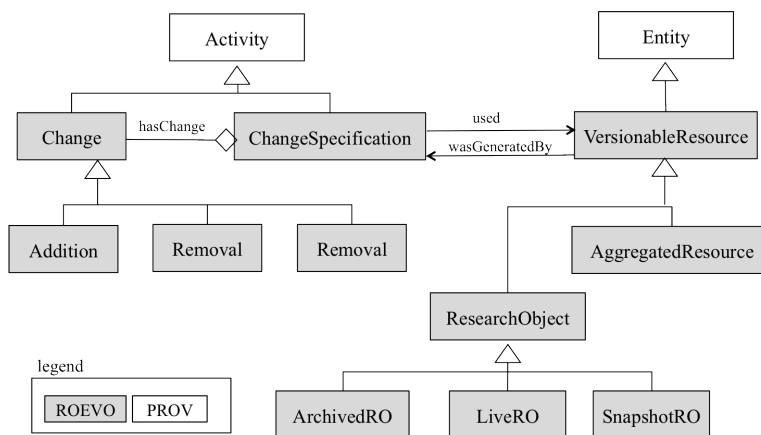 Activity
Entity
hasChange
used
Change
ChangeSpecification
VersionableResource
wasGeneratedBy
Addition
Removal
Removal
AggregatedResource
ResearchObject
legend
ROEVO
PROV
ArchivedRO
LiveRO
SnapshotRO